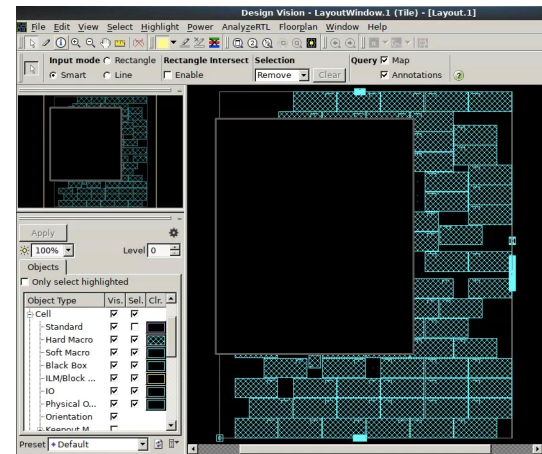 Design Vision - LayoutWindow.1 (Tile) - [Layout.1]
File Edit View Select Highlight Power AnalyzeRTL Floorplan Window Help
Input mode Rectangle Rectangle Intersect Selection Query Map
Smart Line Enable Remove Clear Annotations
Apply
100% Level 0
Objects
Only select highlighted
Object Type Vis. Sel. Clr.
Cell
Standard
Hard Macro
Soft Macro
Black Box
ILM/Block ...
IO
Physical O...
Orientation
Keepout M
Preset Default